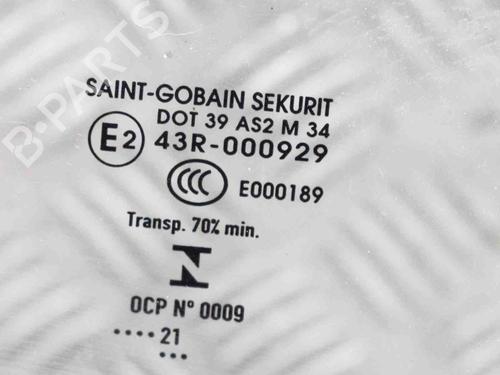 B-PARTS
SAINT-GOBAIN SEKURIT
DOT 39 AS2 M 34
E2 43R-000929
CCC E000189
Transp. 70% min.
OCP Nº 0009
.... 21
...